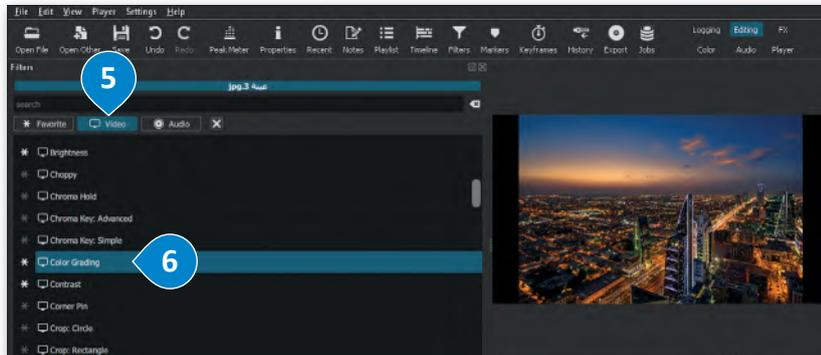 File Edit View Player Settings Help
Open File Open Other Save Undo Redo Peak Meter Properties Recent Notes Playlist Timeline Filters Markers Keyframes History Export Jobs
Logging Editing FX
Color Audio Player
Filters
عينة 3.jpg
5
search
Favorite Video Audio
Brightness
Choppy
Chroma Hold
Chroma Key: Advanced
Chroma Key: Simple
Color Grading
6
Contrast
Corner Pin
Crop: Circle
Crop: Rectangle